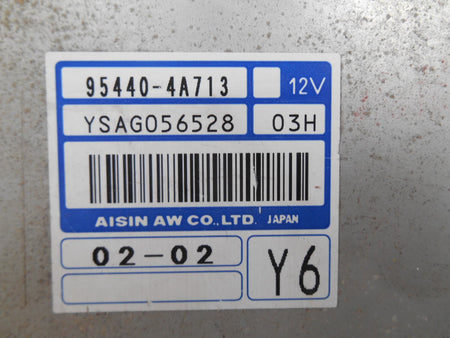 95440-4A713 12V
YSAG056528 03H
AISIN AW CO.,LTD. JAPAN
02-02
Y6